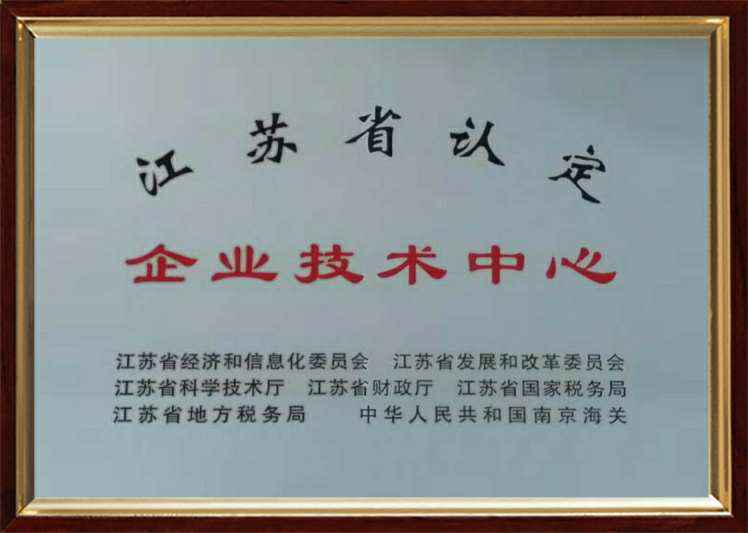 江苏省认定
企业技术中心
江苏省经济和信息化委员会 江苏省发展和改革委员会
江苏省科学技术厅 江苏省财政厅 江苏省国家税务局
江苏省地方税务局 中华人民共和国南京海关